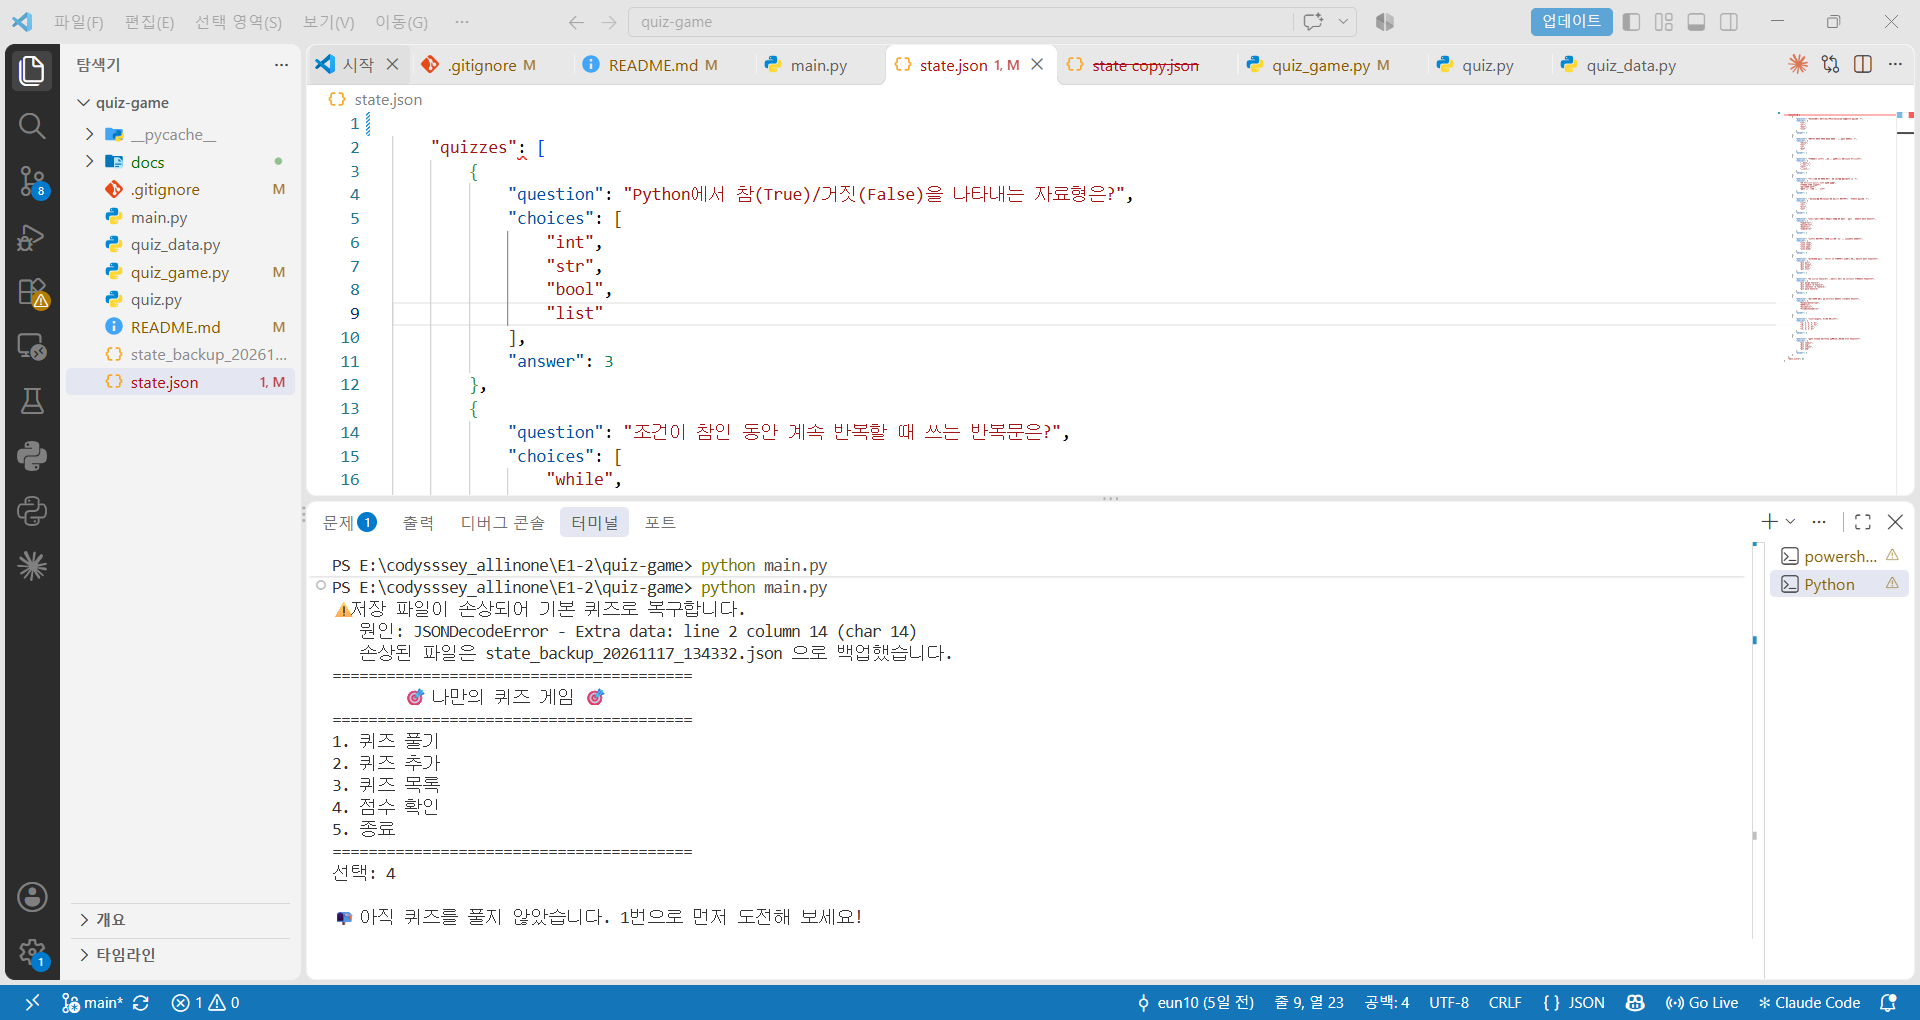 파일(F) 편집(E) 선택 영역(S) 보기(V) 이동(G) ··· quiz-game 업데이트
탐색기 ···
quiz-game
__pycache__
docs
.gitignore M
main.py
quiz_data.py
quiz_game.py M
quiz.py
README.md M
state_backup_20261...
state.json 1, M
개요
타임라인
8
1
시작 .gitignore M README.md M main.py state.json 1, M state copy.json quiz_game.py M quiz.py quiz_data.py ···
state.json
1
2 "quizzes": [
3 {
4 "question": "Python에서 참(True)/거짓(False)을 나타내는 자료형은?",
5 "choices": [
6 "int",
7 "str",
8 "bool",
9 "list"
10 ],
11 "answer": 3
12 },
13 {
14 "question": "조건이 참인 동안 계속 반복할 때 쓰는 반복문은?",
15 "choices": [
16 "while",
문제 1 출력 디버그 콘솔 터미널 포트 ···
PS E:\codysssey_allinone\E1-2\quiz-game> python main.py
PS E:\codysssey_allinone\E1-2\quiz-game> python main.py
⚠저장 파일이 손상되어 기본 퀴즈로 복구합니다.
원인: JSONDecodeError - Extra data: line 2 column 14 (char 14)
손상된 파일은 state_backup_20261117_134332.json 으로 백업했습니다.
========================================
🎯 나만의 퀴즈 게임 🎯
========================================
1. 퀴즈 풀기
2. 퀴즈 추가
3. 퀴즈 목록
4. 점수 확인
5. 종료
========================================
선택: 4
📭 아직 퀴즈를 풀지 않았습니다. 1번으로 먼저 도전해 보세요!
powersh...
Python
main* 1 0 eun10 (5일 전) 줄 9, 열 23 공백: 4 UTF-8 CRLF { } JSON Go Live Claude Code